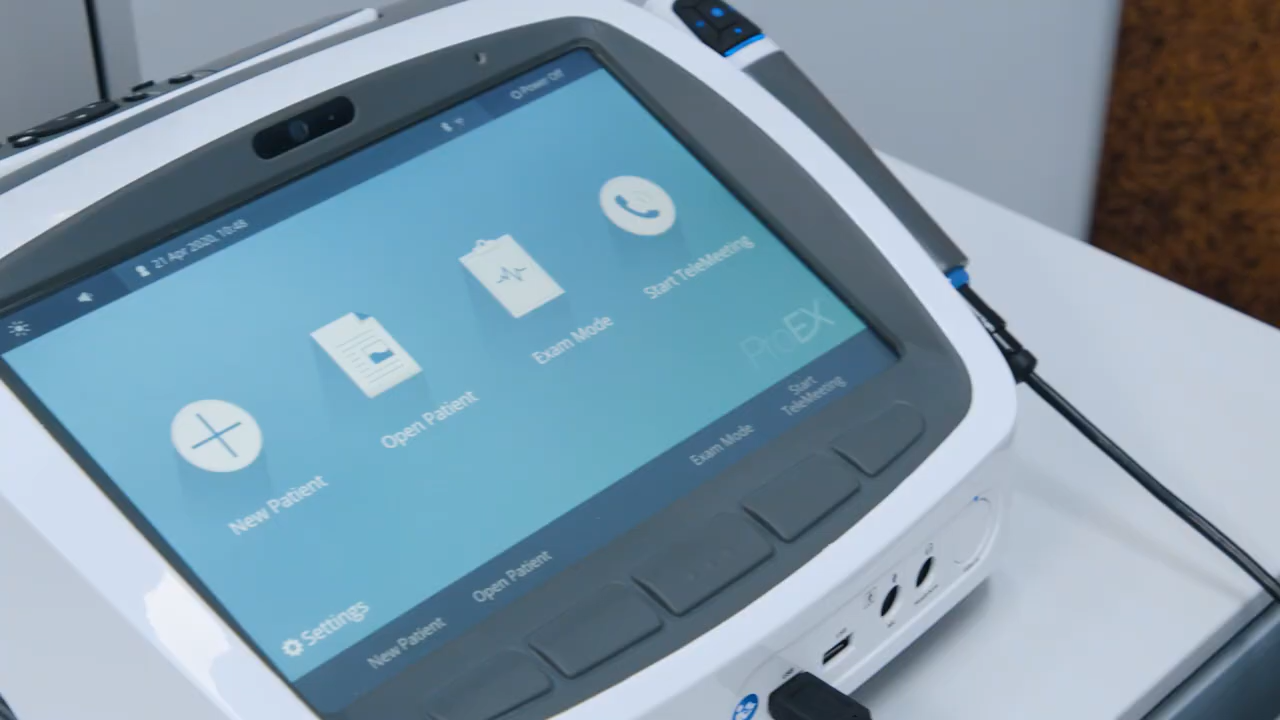 21 Apr 2020, 10:48
Power Off
New Patient
Open Patient
Exam Mode
Start TeleMeeting
ProEX
Settings
New Patient
Open Patient
Exam Mode
Start
TeleMeeting